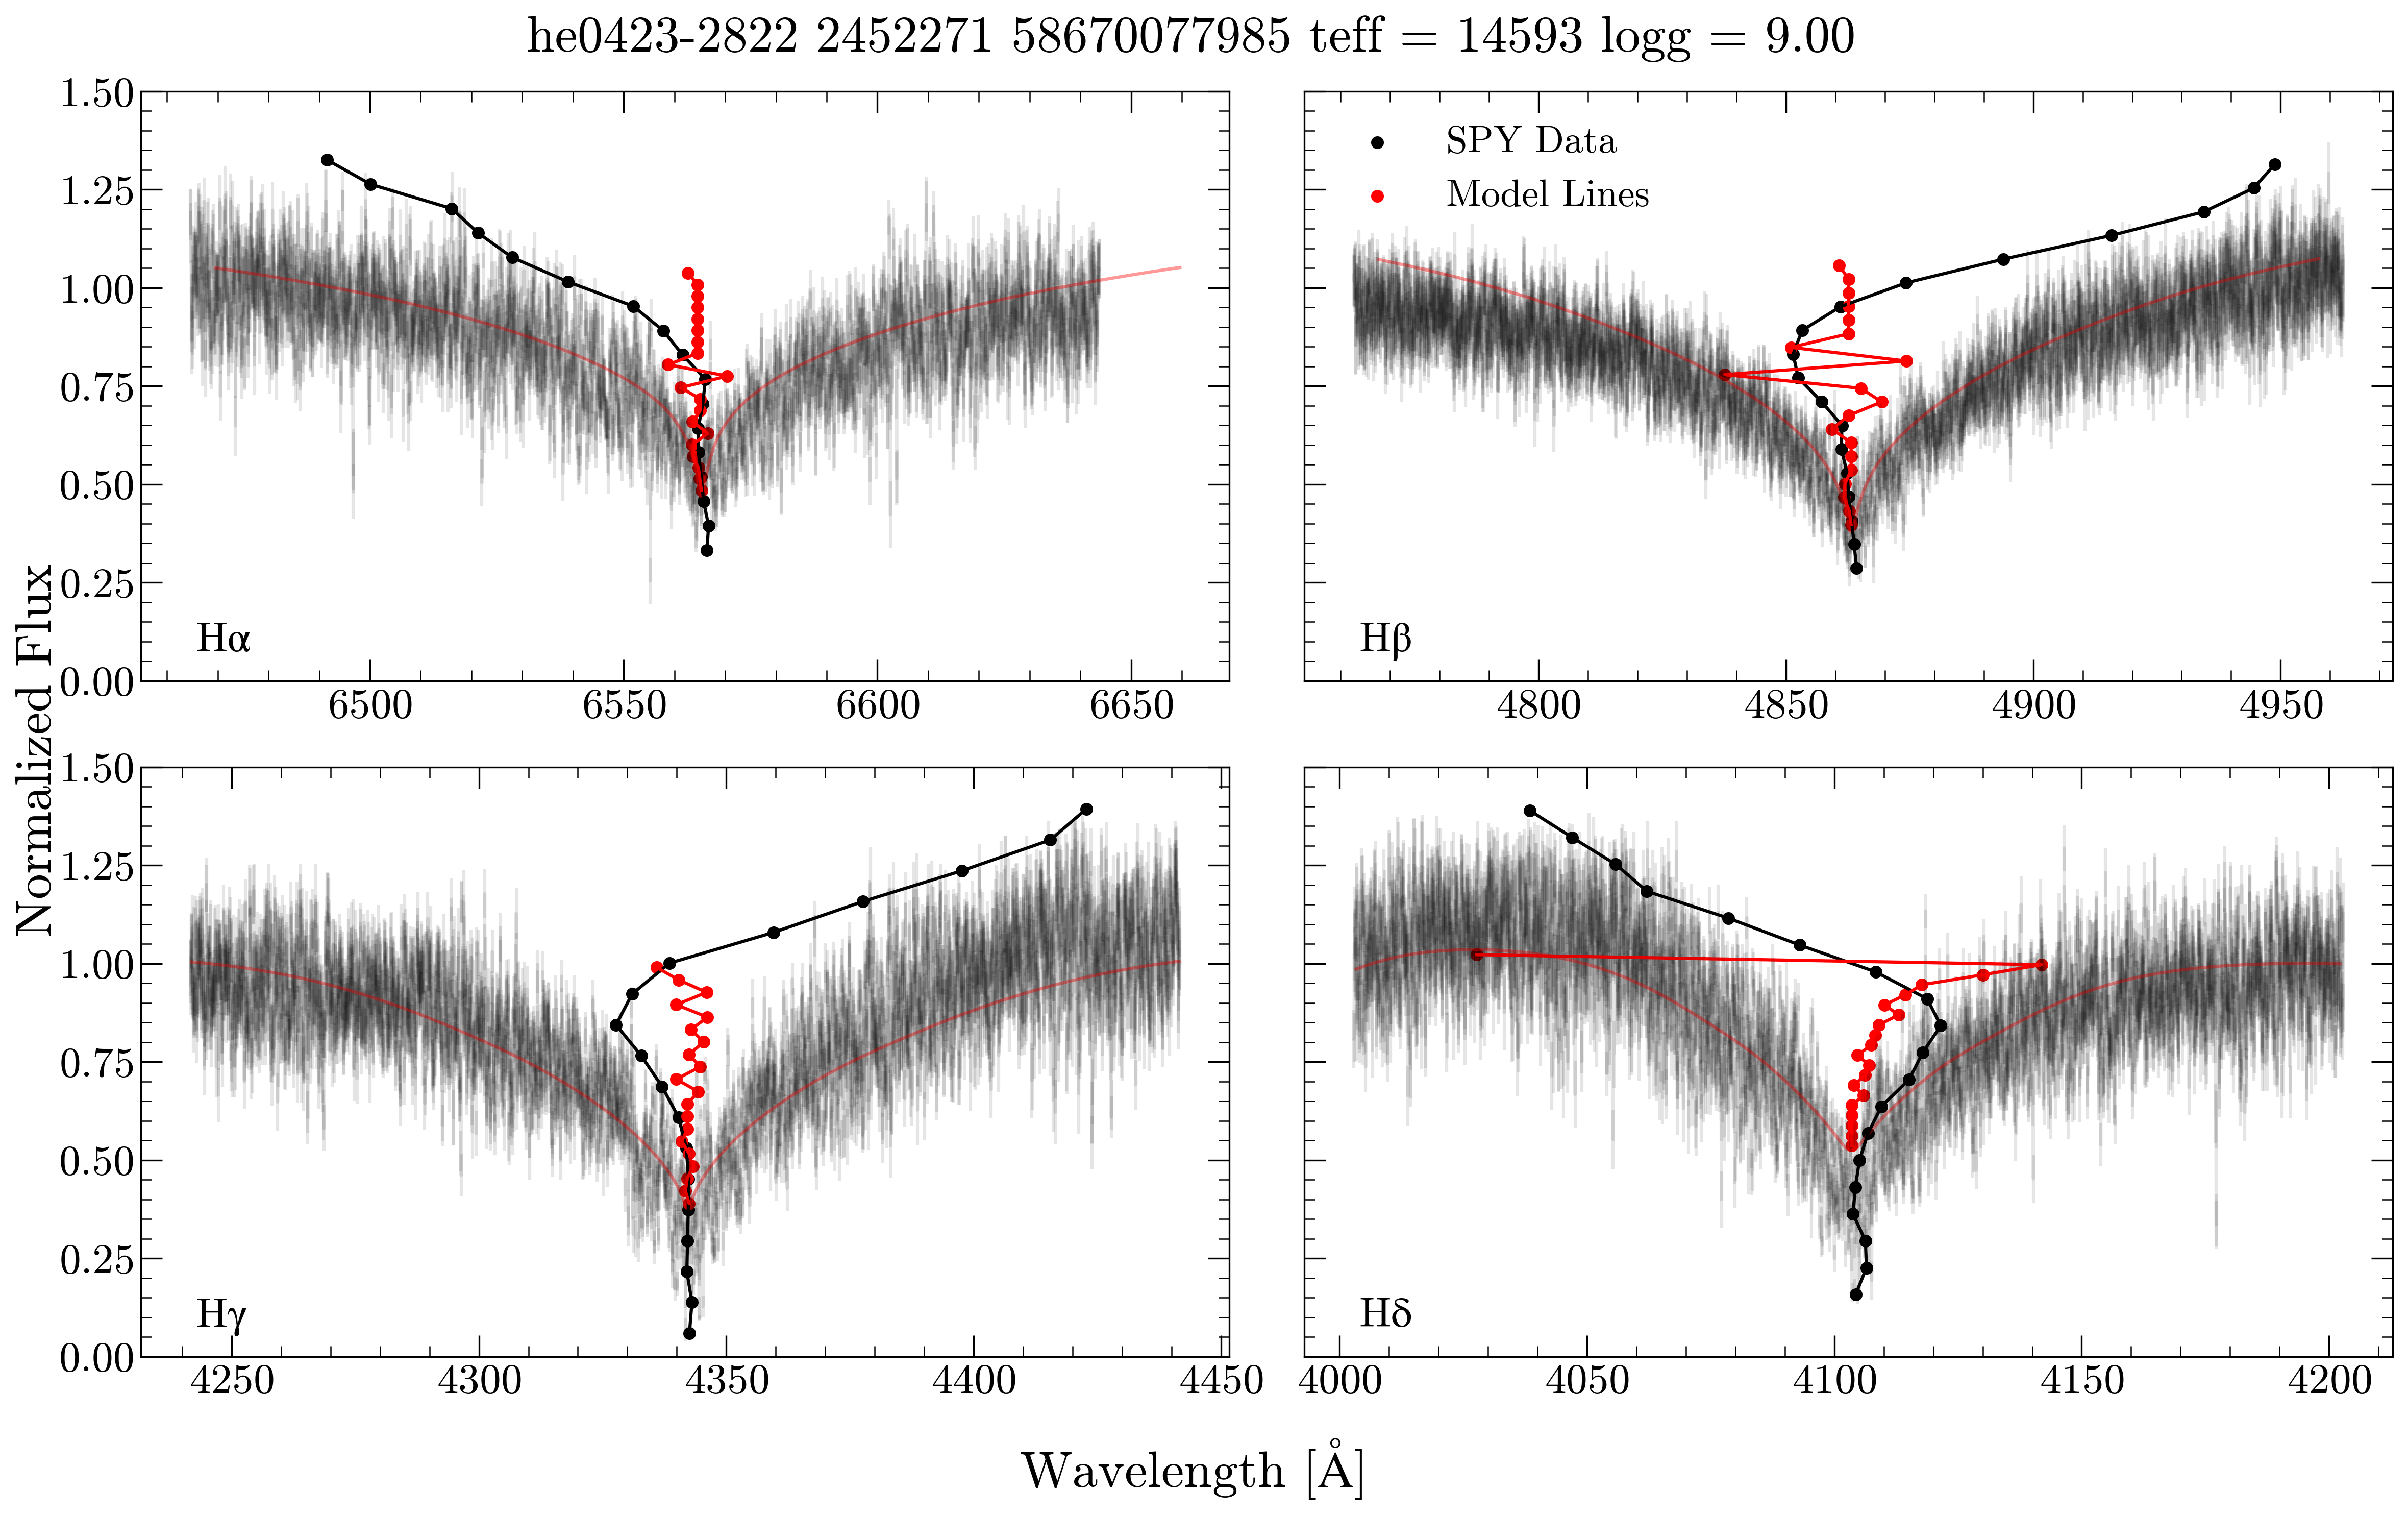 he0423-2822 2452271 58670077985 teff = 14593 logg = 9.00
Normalized Flux
1.50
1.25
1.00
0.75
0.50
0.25
0.00
Hα
6500 6550 6600 6650
SPY Data
Model Lines
Hβ
4800 4850 4900 4950
1.50
1.25
1.00
0.75
0.50
0.25
0.00
Hγ
4250 4300 4350 4400 4450
Hδ
4000 4050 4100 4150 4200
Wavelength [Å]